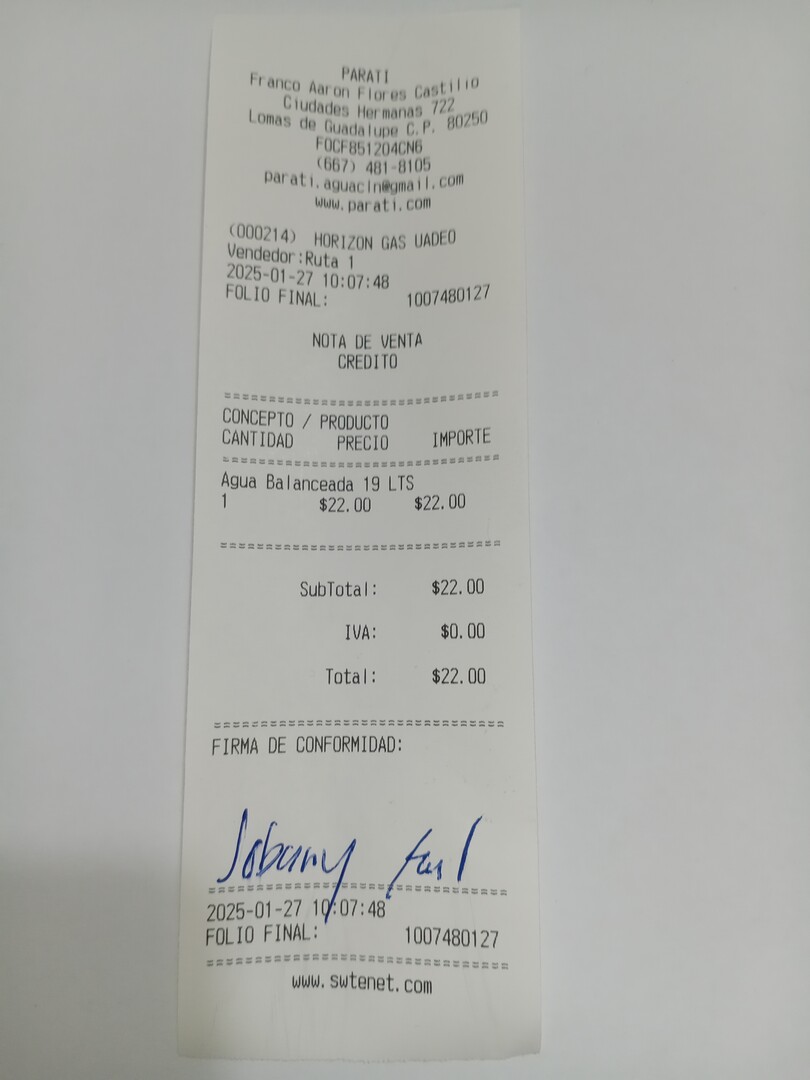 PARATI
Franco Aaron Flores Castillo
Ciudades Hermanas 722
Lomas de Guadalupe C.P. 80250
FOCF851204CN6
(667) 481-8105
parati.aguacln@gmail.com
www.parati.com
(000214) HORIZON GAS UADEO
Vendedor:Ruta 1
2025-01-27 10:07:48
FOLIO FINAL: 1007480127
NOTA DE VENTA
CREDITO
==============================
CONCEPTO / PRODUCTO
CANTIDAD PRECIO IMPORTE
==============================
Agua Balanceada 19 LTS
1 $22.00 $22.00
==============================
SubTotal: $22.00
IVA: $0.00
Total: $22.00
==============================
FIRMA DE CONFORMIDAD:
==============================
2025-01-27 10:07:48
FOLIO FINAL: 1007480127
==============================
www.swtenet.com